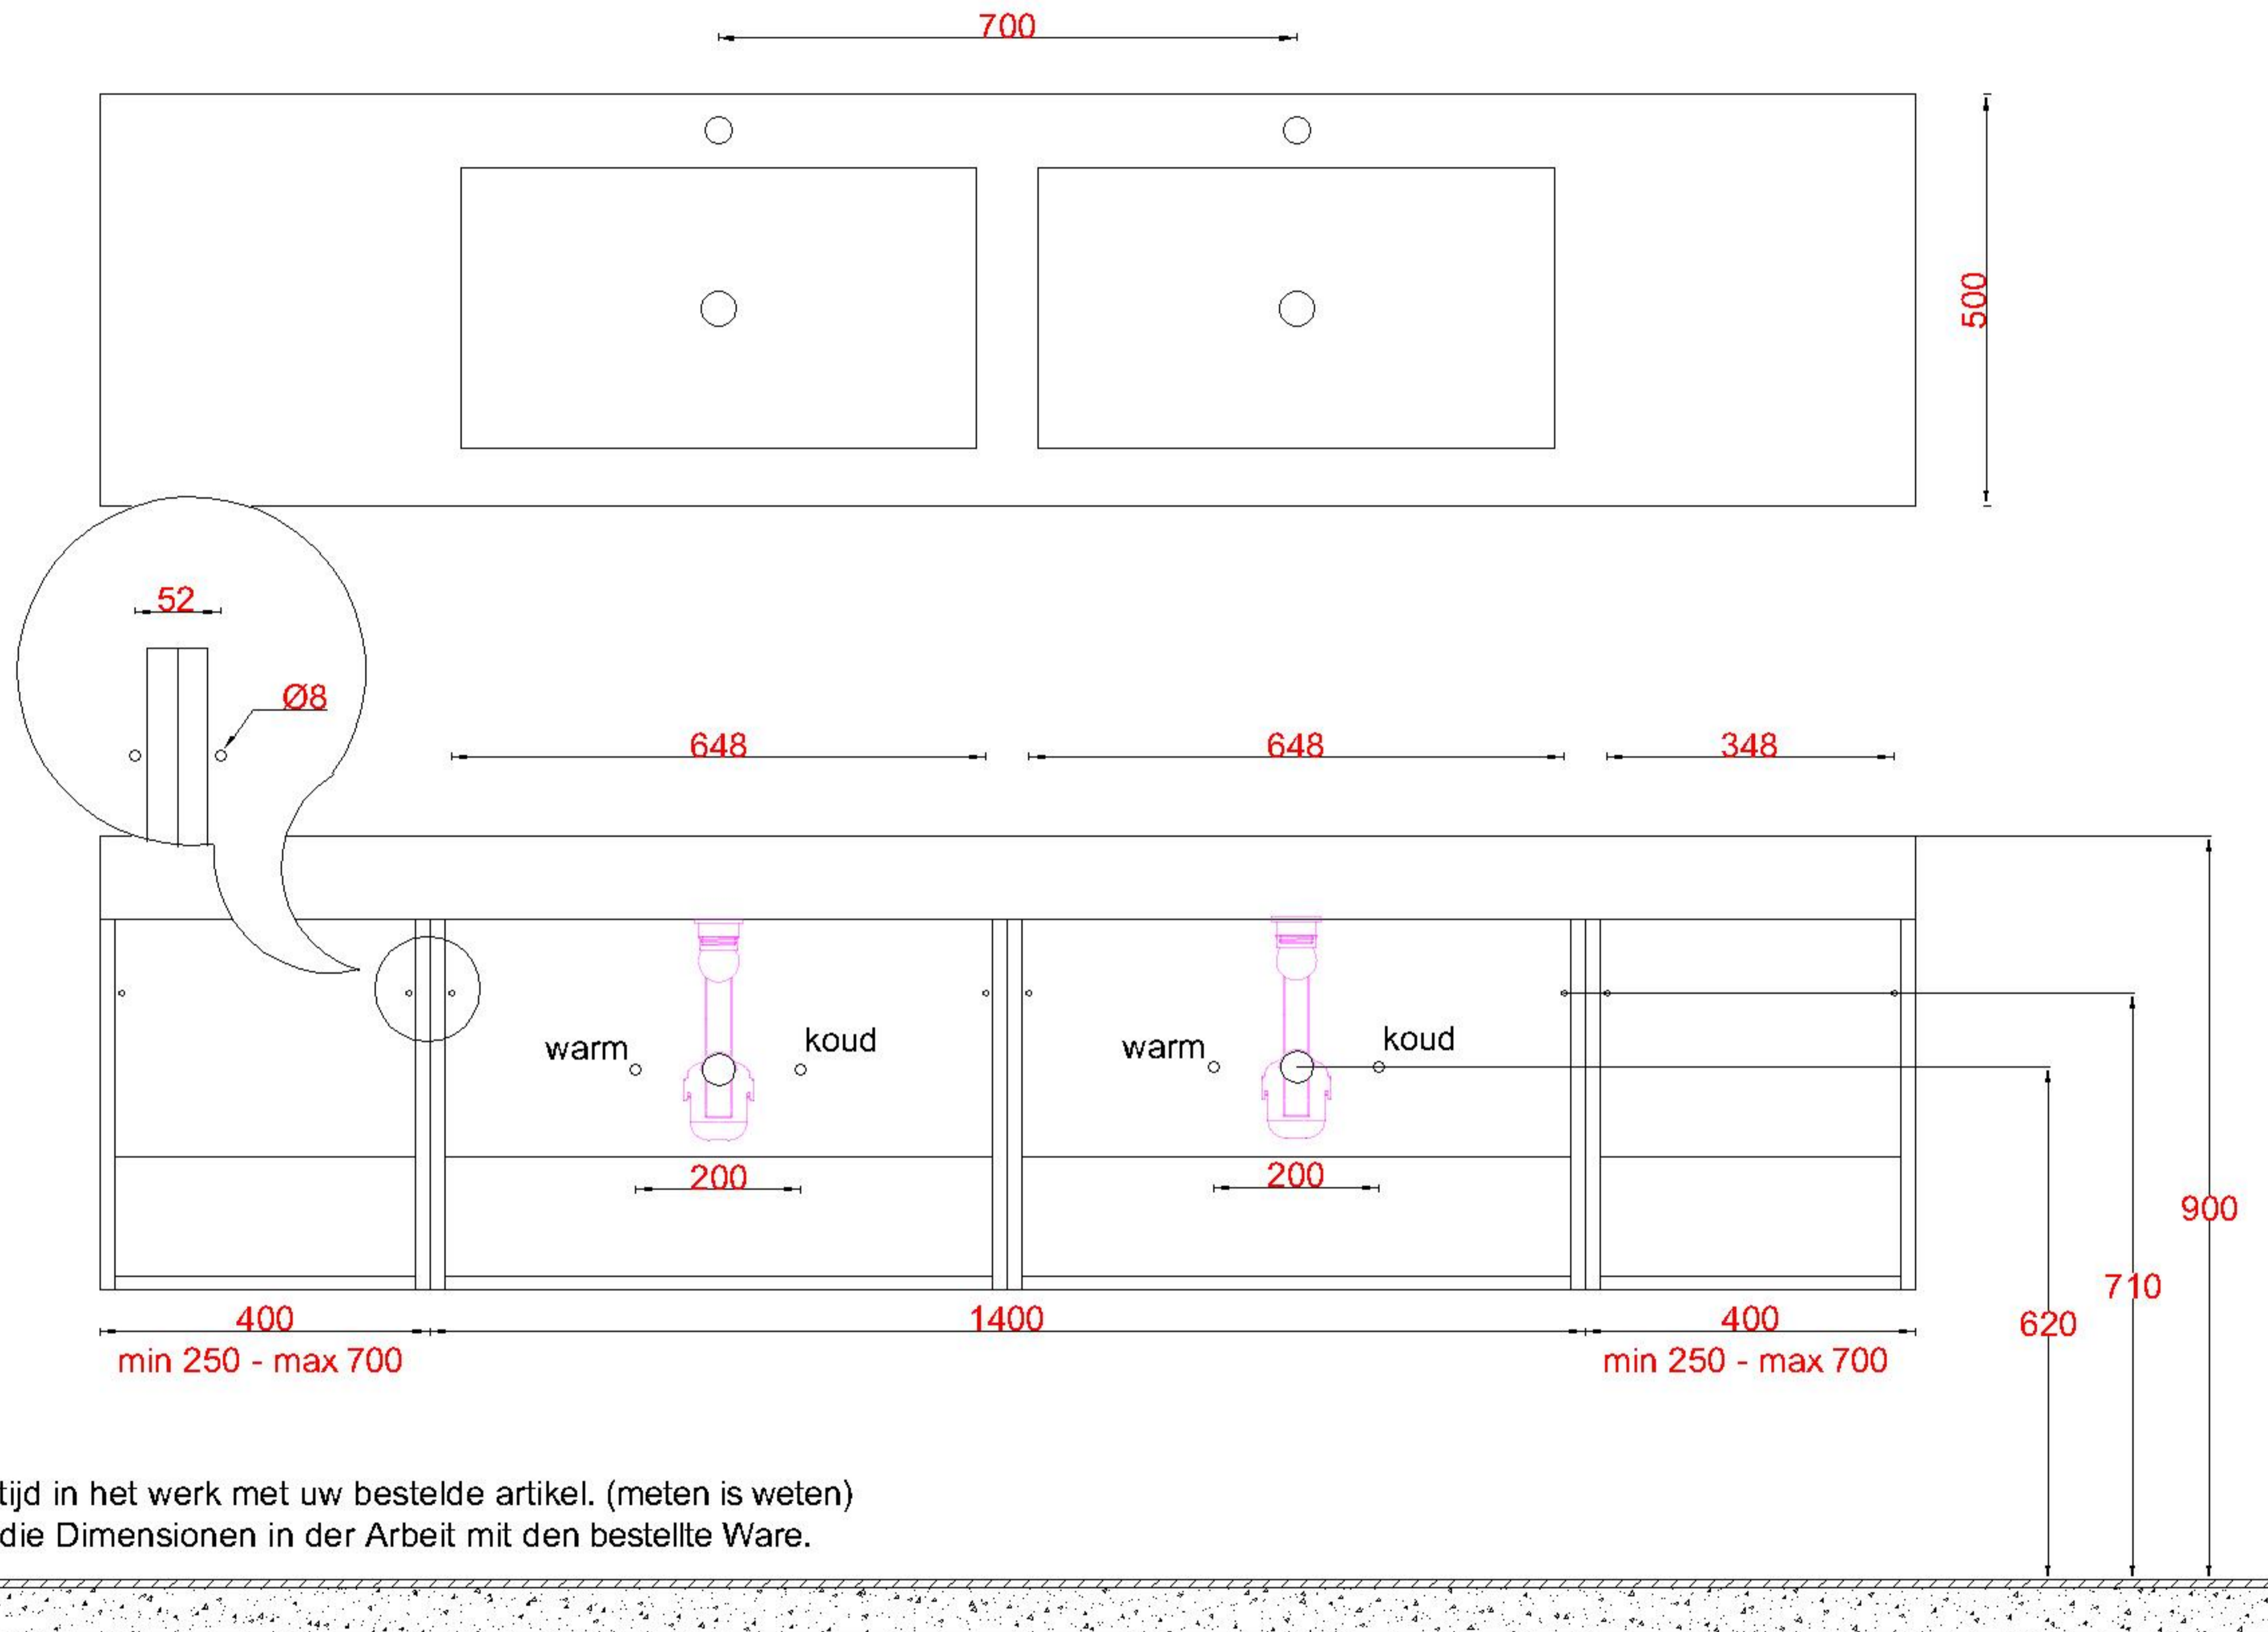 700
500
52
Ø8
648
648
348
warm
koud
warm
koud
200
200
900
710
620
400
1400
400
min 250 - max 700
min 250 - max 700
tijd in het werk met uw bestelde artikel. (meten is weten)
die Dimensionen in der Arbeit mit den bestellte Ware.